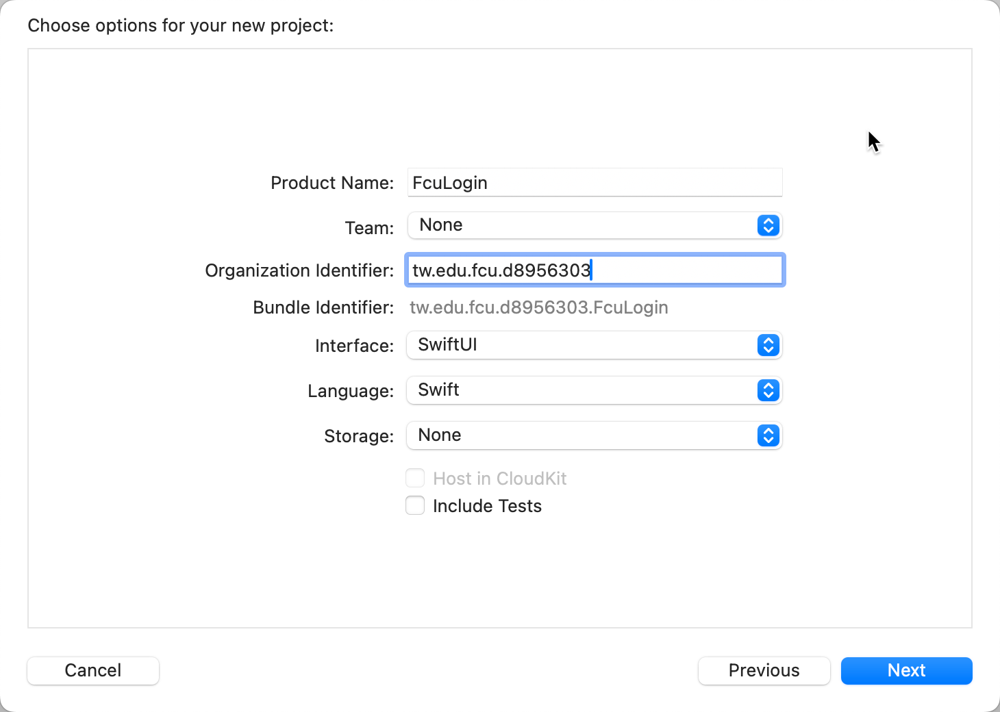 Choose options for your new project:
Product Name: FcuLogin
Team: None
Organization Identifier: tw.edu.fcu.d8956303
Bundle Identifier: tw.edu.fcu.d8956303.FcuLogin
Interface: SwiftUI
Language: Swift
Storage: None
Host in CloudKit
Include Tests
Cancel Previous Next